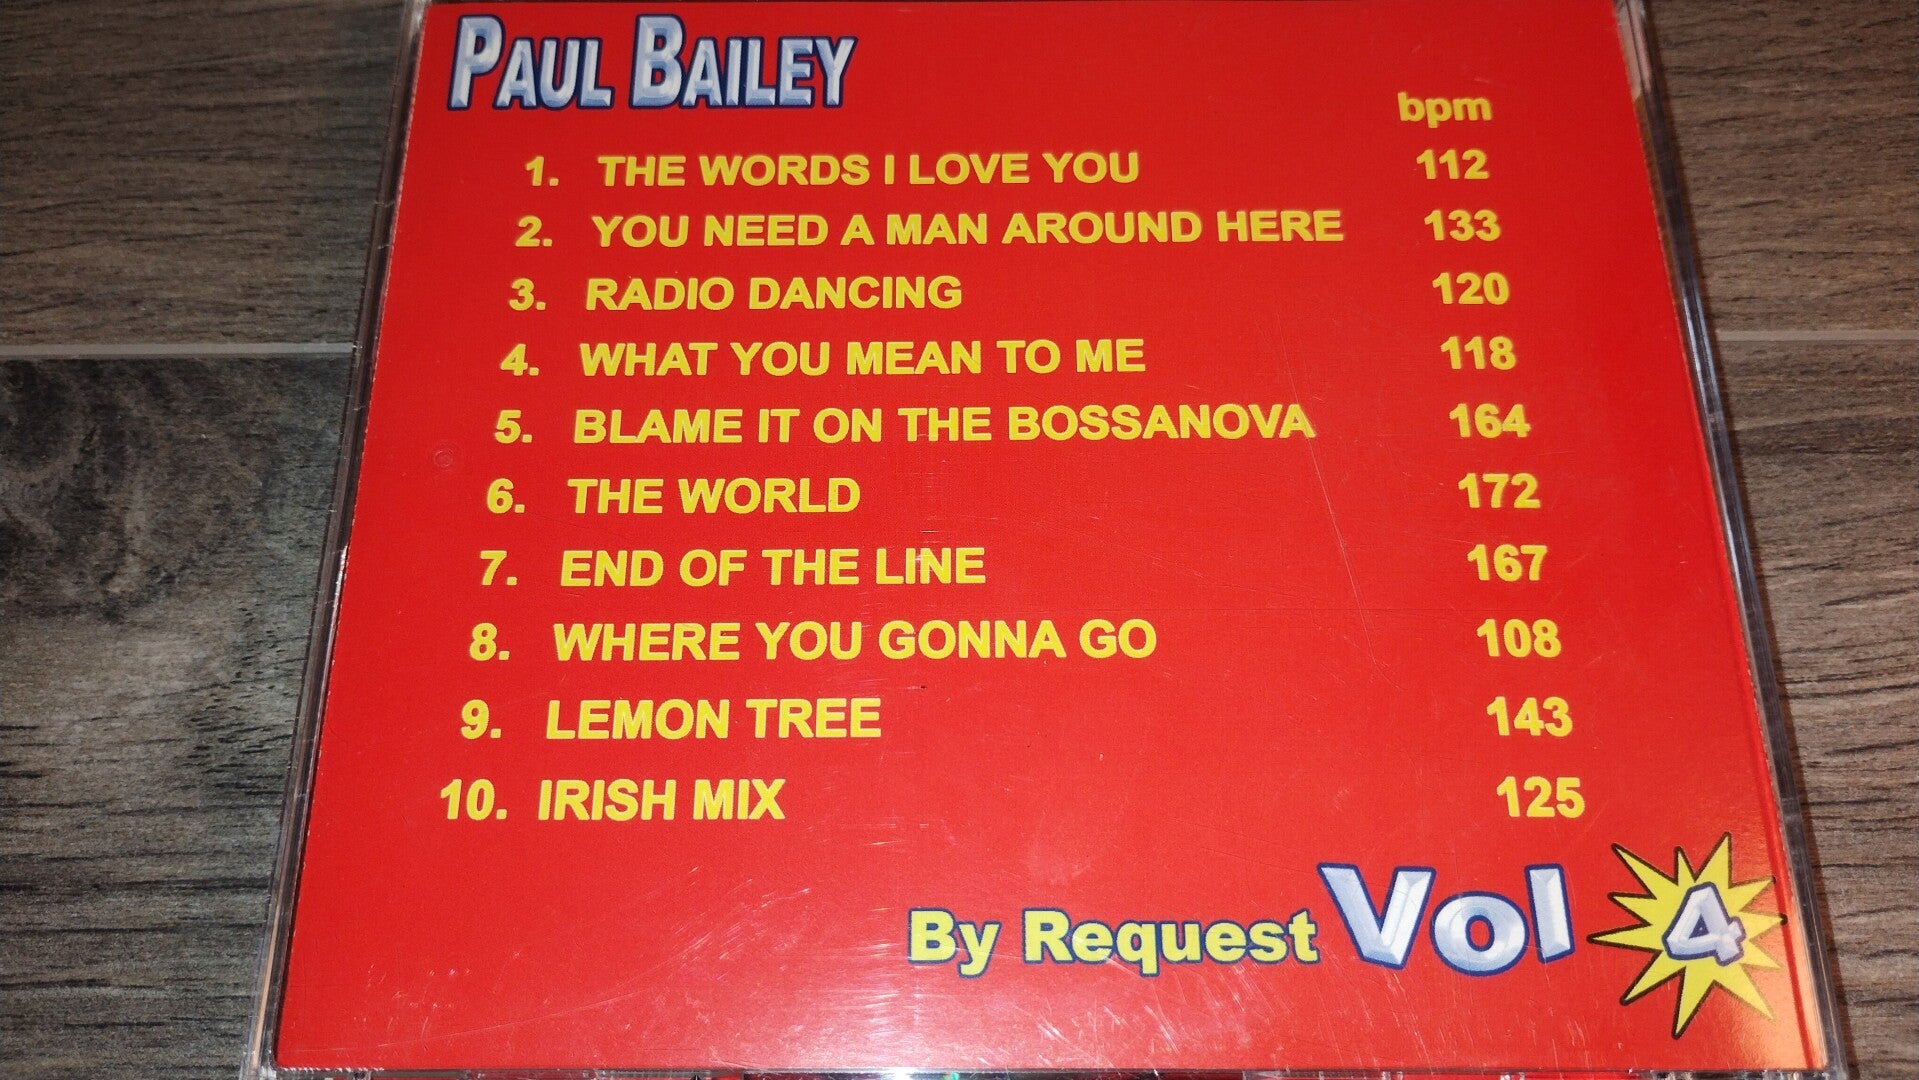 PAUL BAILEY
bpm
1. THE WORDS I LOVE YOU 112
2. YOU NEED A MAN AROUND HERE 133
3. RADIO DANCING 120
4. WHAT YOU MEAN TO ME 118
5. BLAME IT ON THE BOSSANOVA 164
6. THE WORLD 172
7. END OF THE LINE 167
8. WHERE YOU GONNA GO 108
9. LEMON TREE 143
10. IRISH MIX 125
By Request Vol 4